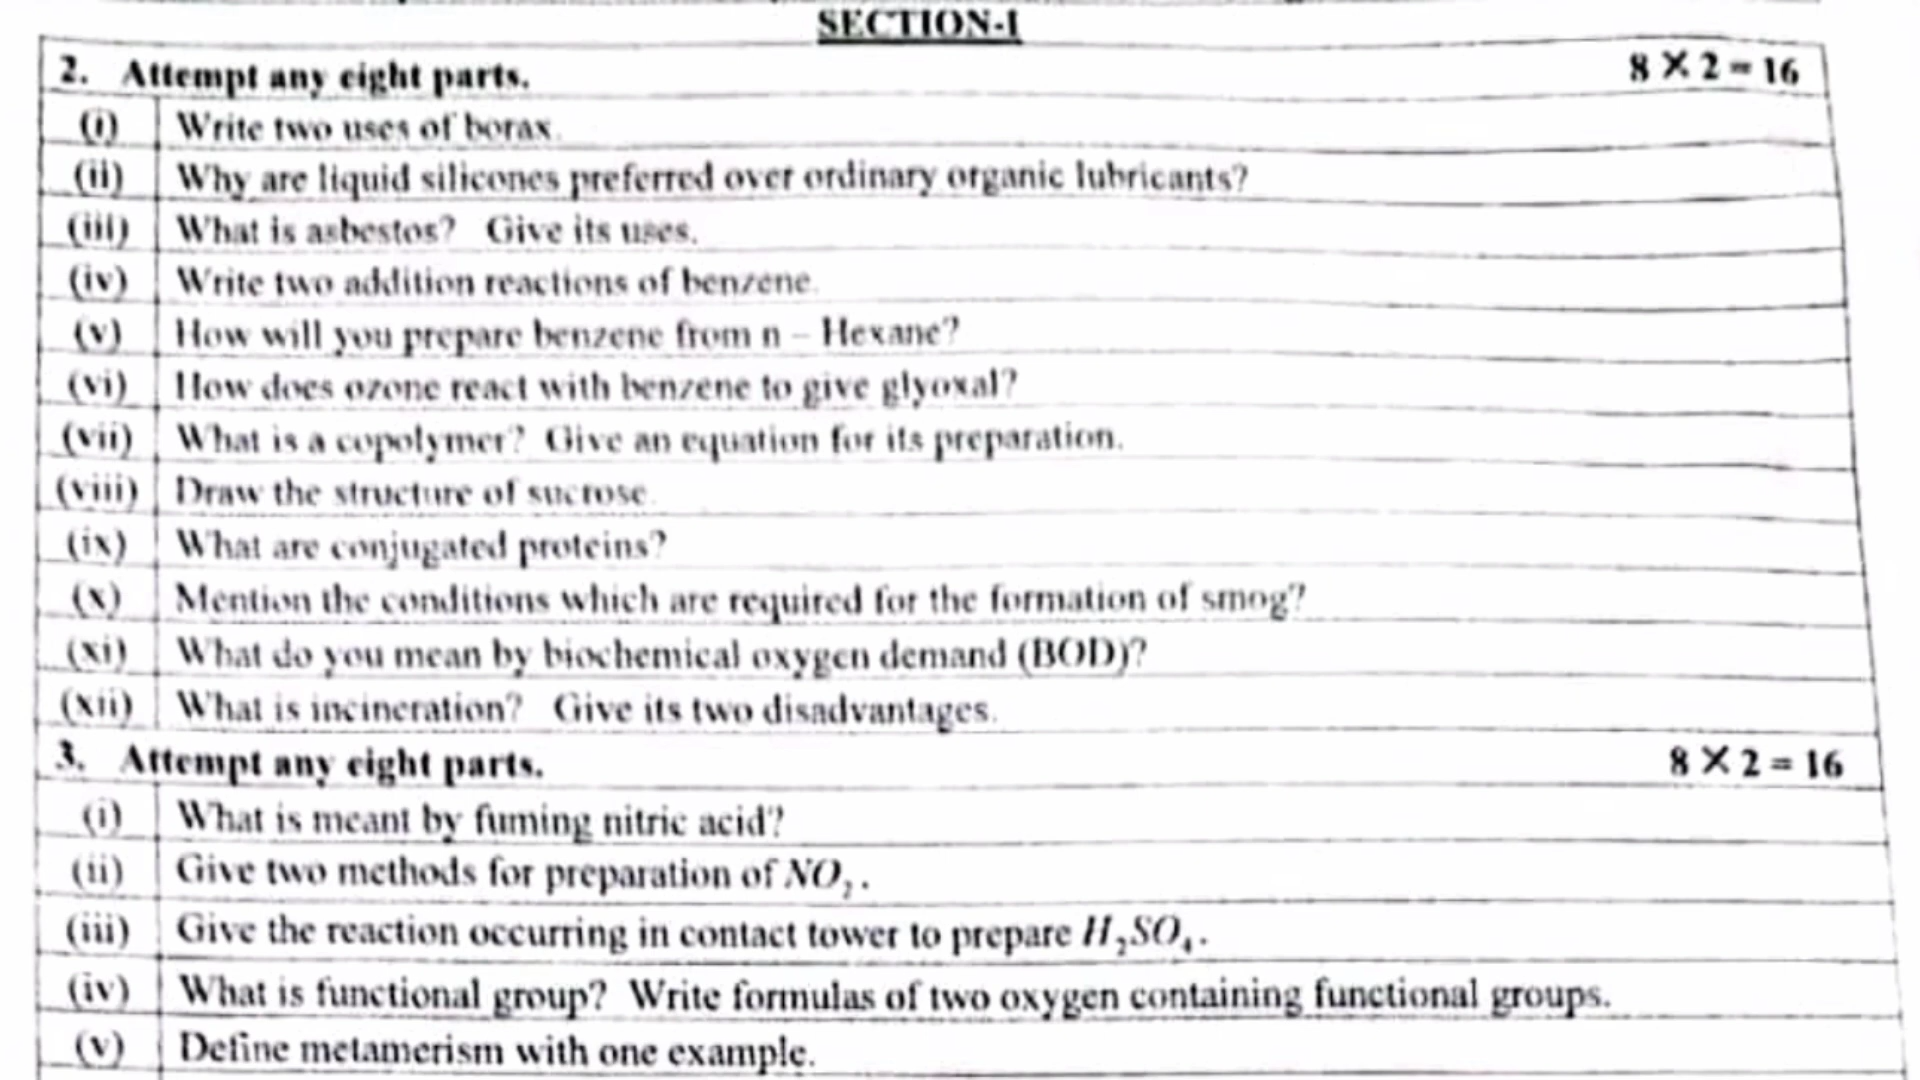 SECTION-I
2. Attempt any eight parts. 8 × 2 = 16
(i) Write two uses of borax.
(ii) Why are liquid silicones preferred over ordinary organic lubricants?
(iii) What is asbestos? Give its uses.
(iv) Write two addition reactions of benzene.
(v) How will you prepare benzene from n – Hexane?
(vi) How does ozone react with benzene to give glyoxal?
(vii) What is a copolymer? Give an equation for its preparation.
(viii) Draw the structure of sucrose.
(ix) What are conjugated proteins?
(x) Mention the conditions which are required for the formation of smog?
(xi) What do you mean by biochemical oxygen demand (BOD)?
(xii) What is incineration? Give its two disadvantages.
3. Attempt any eight parts. 8 × 2 = 16
(i) What is meant by fuming nitric acid?
(ii) Give two methods for preparation of NO₂.
(iii) Give the reaction occurring in contact tower to prepare H₂SO₄.
(iv) What is functional group? Write formulas of two oxygen containing functional groups.
(v) Define metamerism with one example.